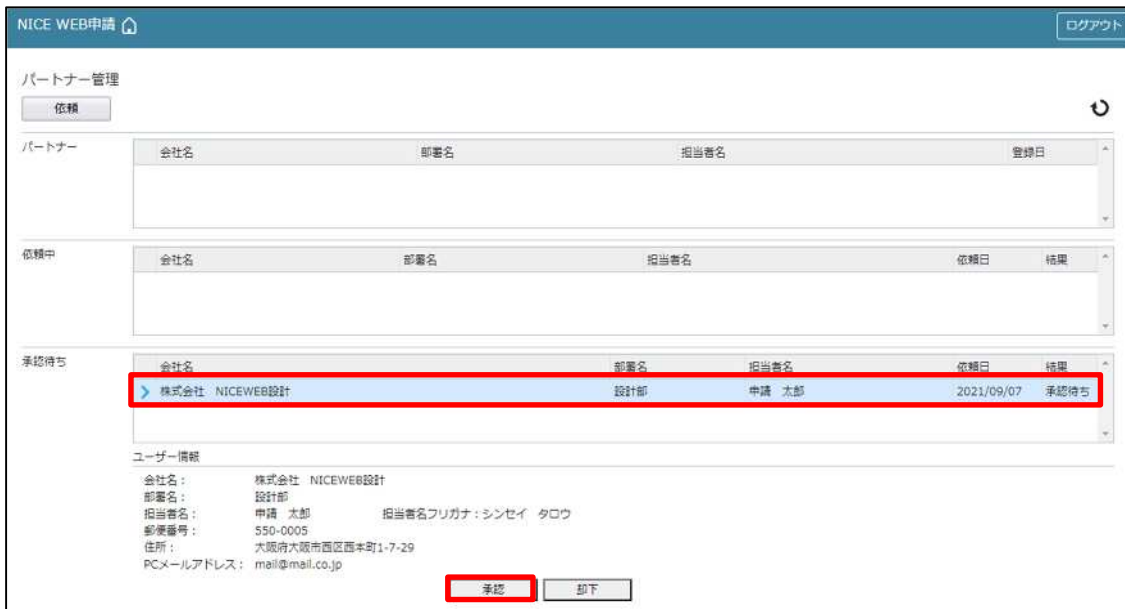 NICE WEB申請 ログアウト
パートナー管理
依頼
パートナー 会社名 部署名 担当者名 登録日
依頼中 会社名 部署名 担当者名 依頼日 結果
承認待ち 会社名 部署名 担当者名 依頼日 結果
株式会社 NICEWEB設計 設計部 申請 太郎 2021/09/07 承認待ち
ユーザー情報
会社名: 株式会社 NICEWEB設計
部署名: 設計部
担当者名: 申請 太郎 担当者名フリガナ:シンセイ タロウ
郵便番号: 550-0005
住所: 大阪府大阪市西区西本町1-7-29
PCメールアドレス: mail@mail.co.jp
承認 却下